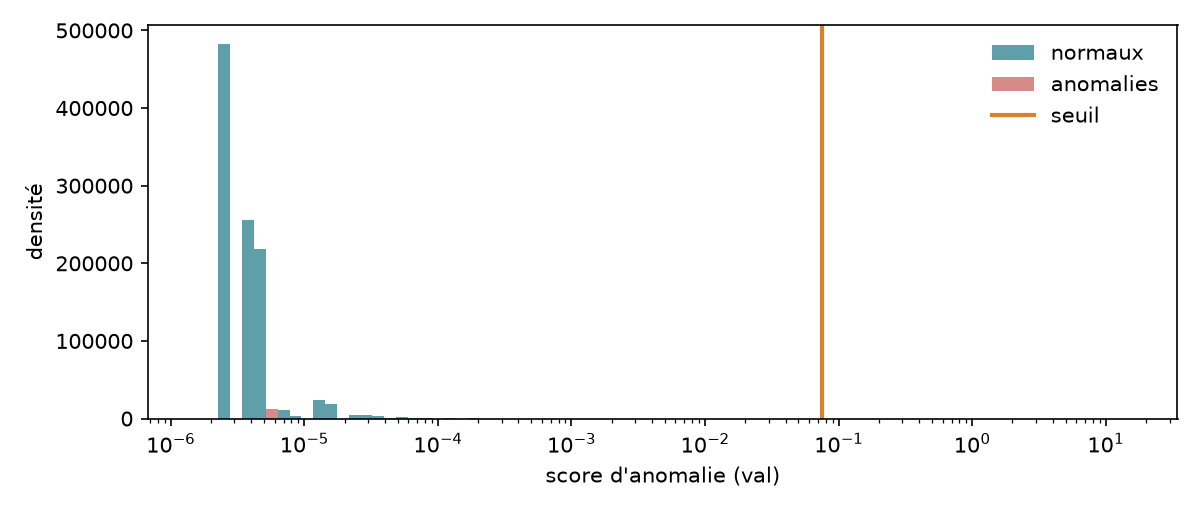 500000
400000
300000
200000
100000
0
densité
normaux
anomalies
seuil
10⁻⁶ 10⁻⁵ 10⁻⁴ 10⁻³ 10⁻² 10⁻¹ 10⁰ 10¹
score d'anomalie (val)